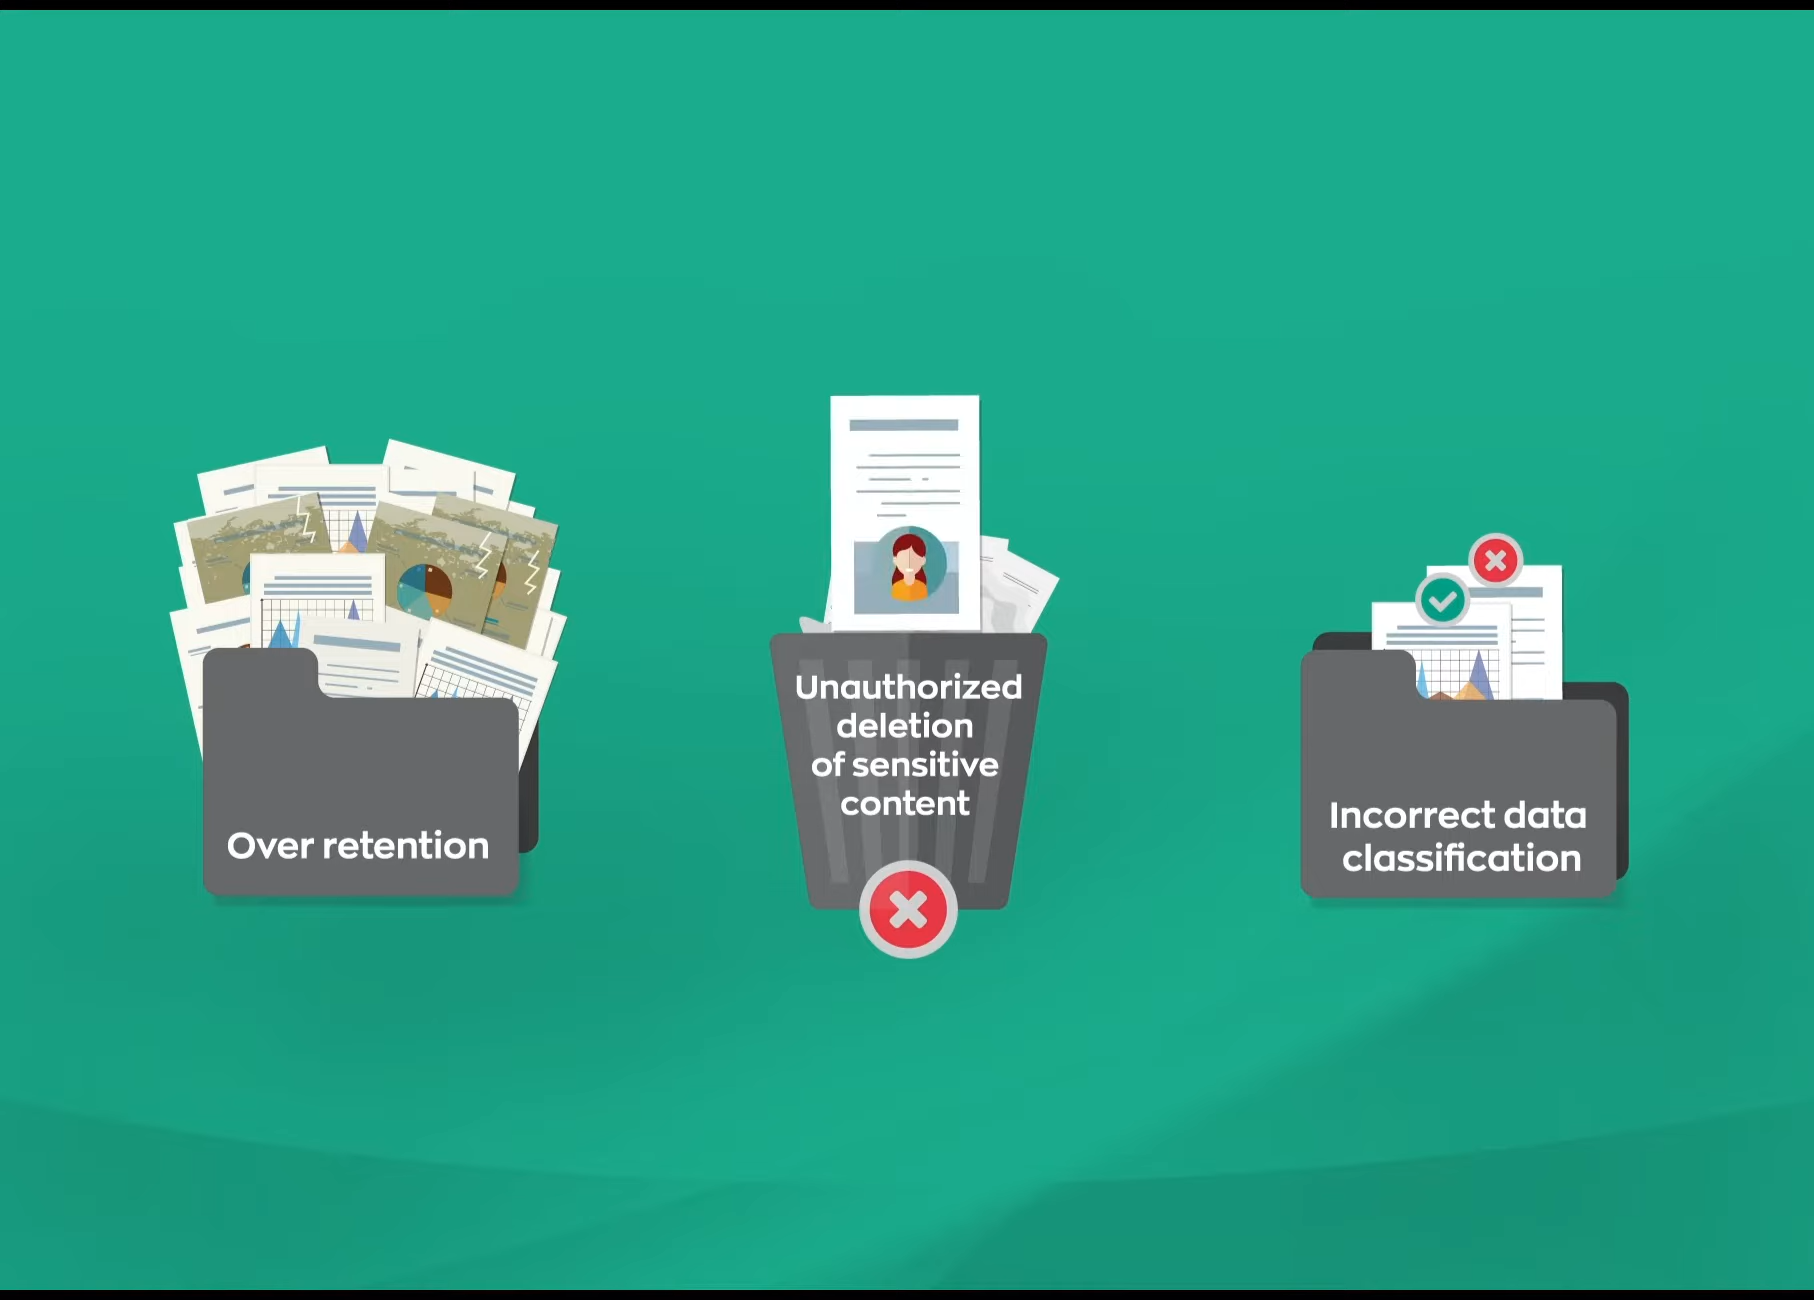 Over retention
Unauthorized
deletion
of sensitive
content
Incorrect data
classification